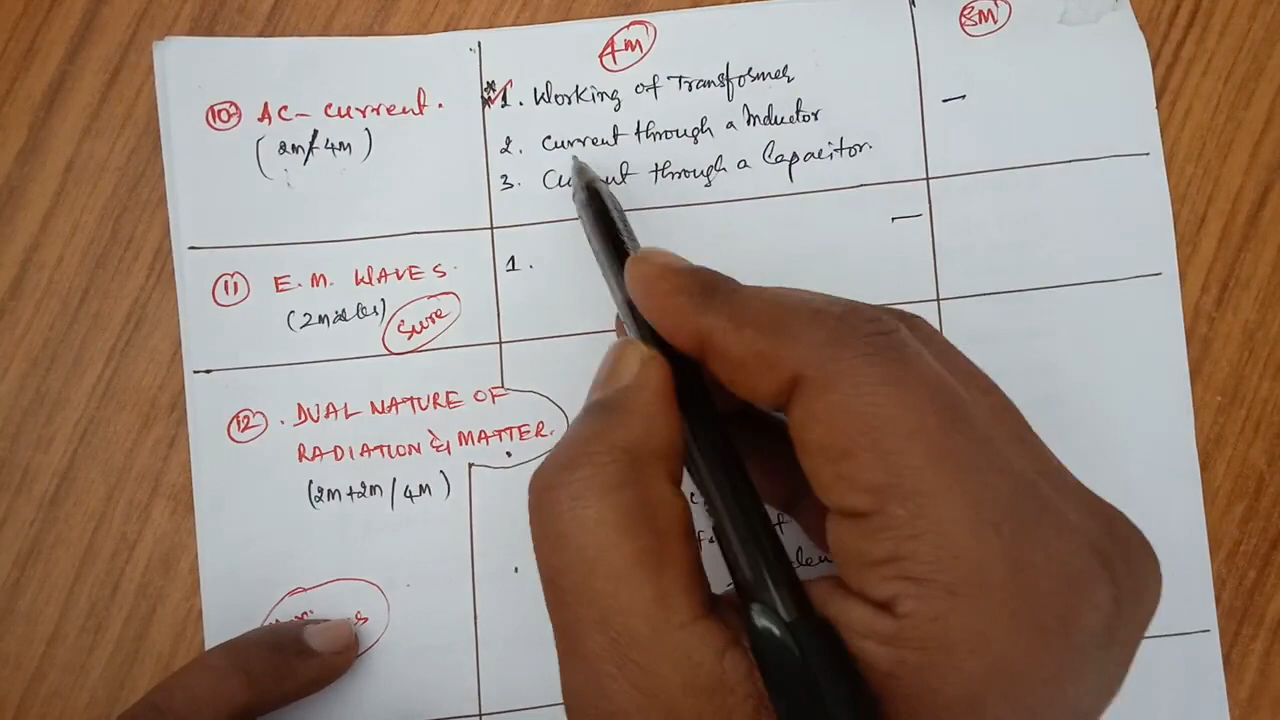 4M
8M
10 AC-current.
(2m/4M)
1. Working of Transformer
2. Current through a Inductor
3. through a Capacitor.
11 E.M. WAVES.
(2m)
Sure
1.
12. DUAL NATURE OF
RADIATION & MATTER.
(2M+2M/4M)